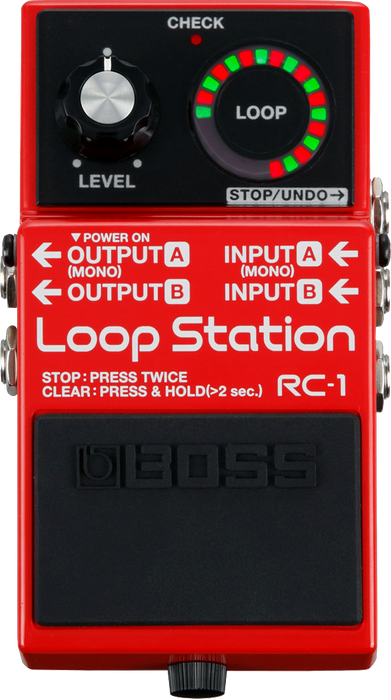 CHECK
LOOP
LEVEL
STOP/UNDO→
▼POWER ON
←OUTPUT A
(MONO)
INPUT A←
(MONO)
←OUTPUT B
INPUT B←
Loop Station
STOP : PRESS TWICE
CLEAR : PRESS & HOLD(>2 sec.)
RC-1
BOSS